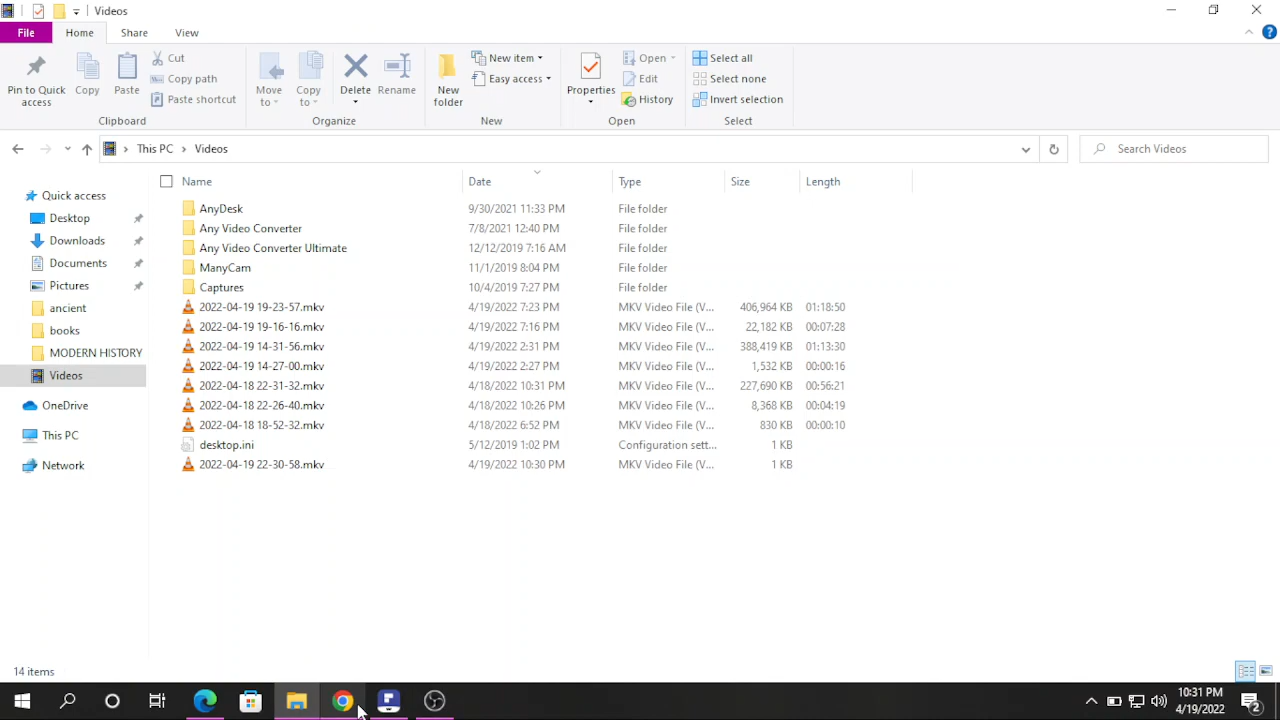 Videos
File Home Share View
Pin to Quick access
Copy
Paste
Cut
Copy path
Paste shortcut
Clipboard
Move to
Copy to
Delete
Rename
Organize
New folder
New item
Easy access
New
Properties
Open
Edit
History
Open
Select all
Select none
Invert selection
Select
This PC Videos
Search Videos
Quick access
Desktop
Downloads
Documents
Pictures
ancient
books
MODERN HISTORY
Videos
OneDrive
This PC
Network
Name Date Type Size Length
AnyDesk 9/30/2021 11:33 PM File folder
Any Video Converter 7/8/2021 12:40 PM File folder
Any Video Converter Ultimate 12/12/2019 7:16 AM File folder
ManyCam 11/1/2019 8:04 PM File folder
Captures 10/4/2019 7:27 PM File folder
2022-04-19 19-23-57.mkv 4/19/2022 7:23 PM MKV Video File (V... 406,964 KB 01:18:50
2022-04-19 19-16-16.mkv 4/19/2022 7:16 PM MKV Video File (V... 22,182 KB 00:07:28
2022-04-19 14-31-56.mkv 4/19/2022 2:31 PM MKV Video File (V... 388,419 KB 01:13:30
2022-04-19 14-27-00.mkv 4/19/2022 2:27 PM MKV Video File (V... 1,532 KB 00:00:16
2022-04-18 22-31-32.mkv 4/18/2022 10:31 PM MKV Video File (V... 227,690 KB 00:56:21
2022-04-18 22-26-40.mkv 4/18/2022 10:26 PM MKV Video File (V... 8,368 KB 00:04:19
2022-04-18 18-52-32.mkv 4/18/2022 6:52 PM MKV Video File (V... 830 KB 00:00:10
desktop.ini 5/12/2019 1:02 PM Configuration sett... 1 KB
2022-04-19 22-30-58.mkv 4/19/2022 10:30 PM MKV Video File (V... 1 KB
14 items
10:31 PM
4/19/2022
2